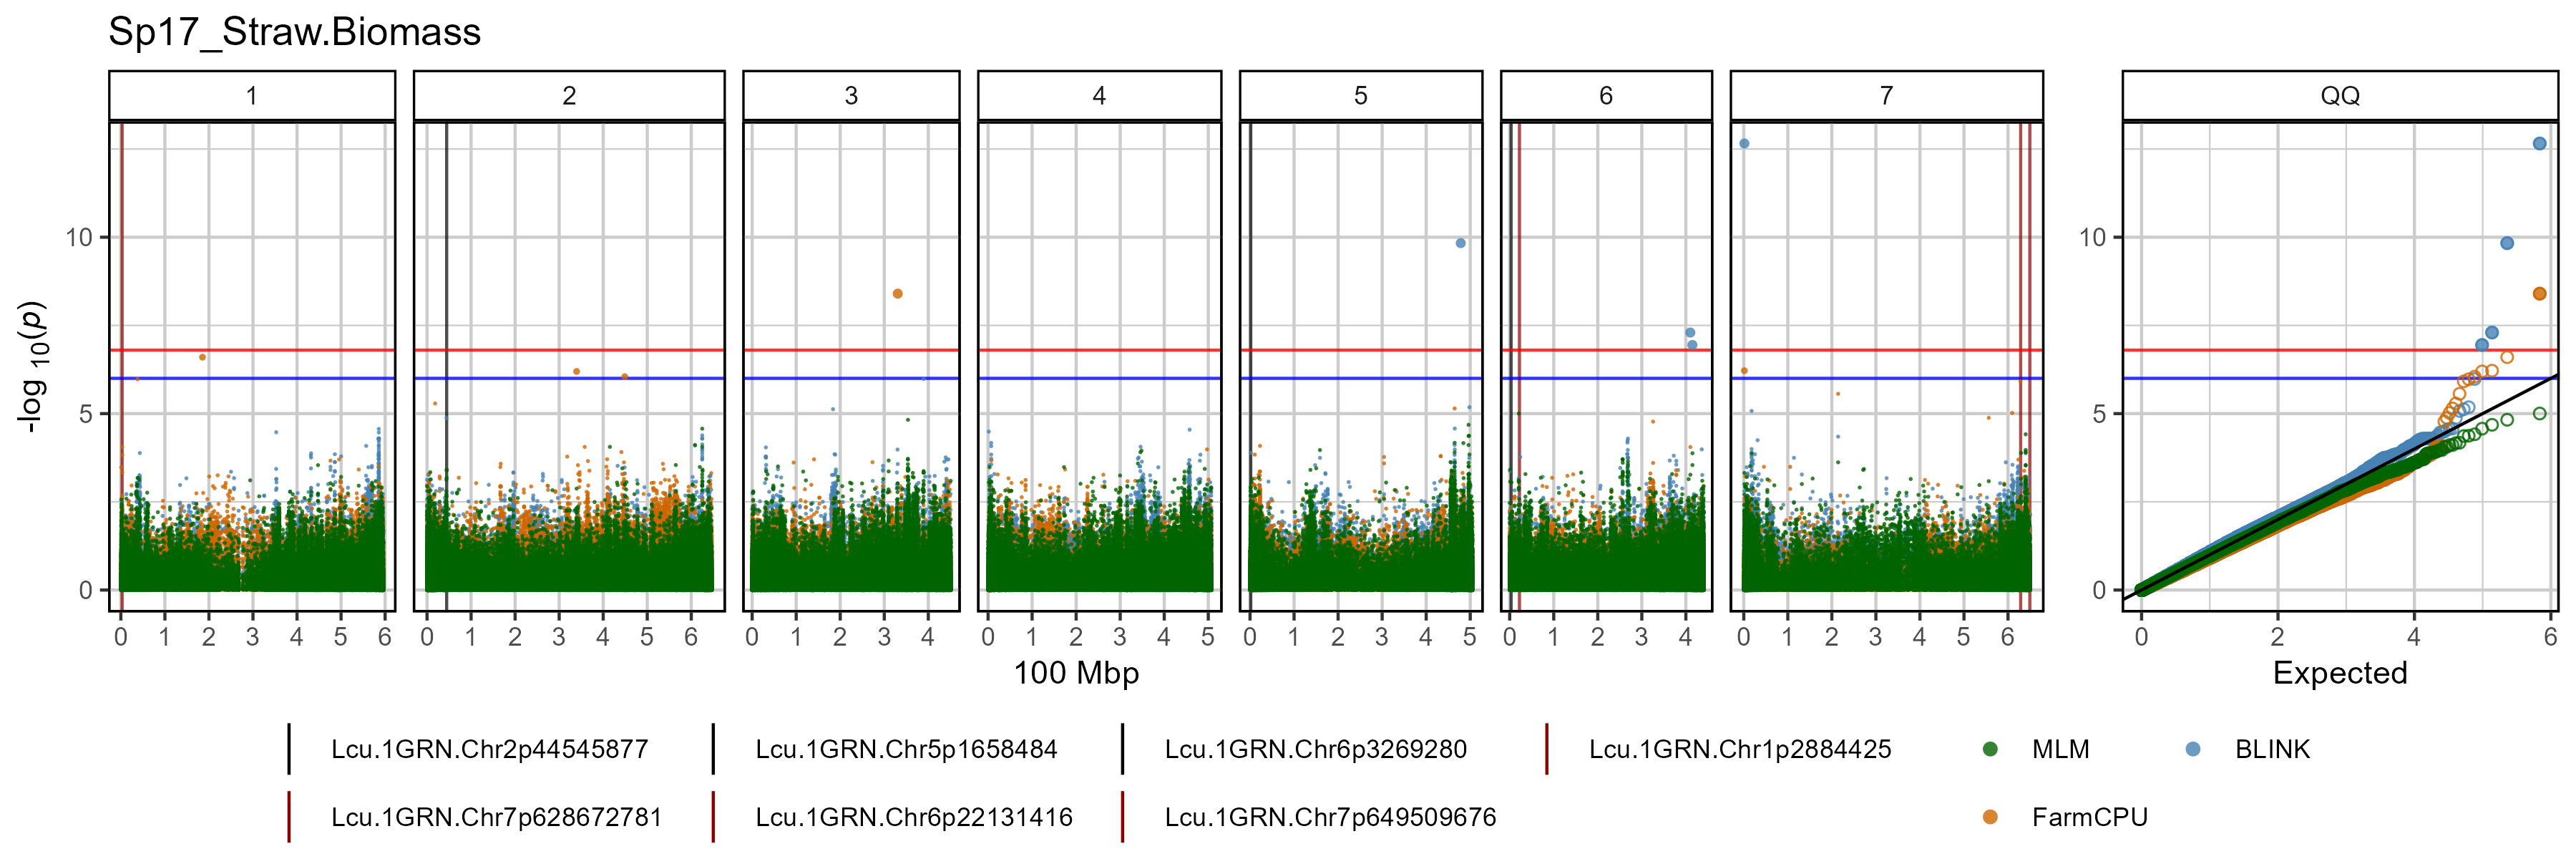 Sp17_Straw.Biomass
1 2 3 4 5 6 7 QQ
-log 10(p)
10
5
0
10
5
0
0 1 2 3 4 5 6 0 1 2 3 4 5 6 0 1 2 3 4 0 1 2 3 4 5 0 1 2 3 4 5 0 1 2 3 4 0 1 2 3 4 5 6 0 2 4 6
100 Mbp Expected
Lcu.1GRN.Chr2p44545877 Lcu.1GRN.Chr5p1658484 Lcu.1GRN.Chr6p3269280 Lcu.1GRN.Chr1p2884425 MLM BLINK
Lcu.1GRN.Chr7p628672781 Lcu.1GRN.Chr6p22131416 Lcu.1GRN.Chr7p649509676 FarmCPU